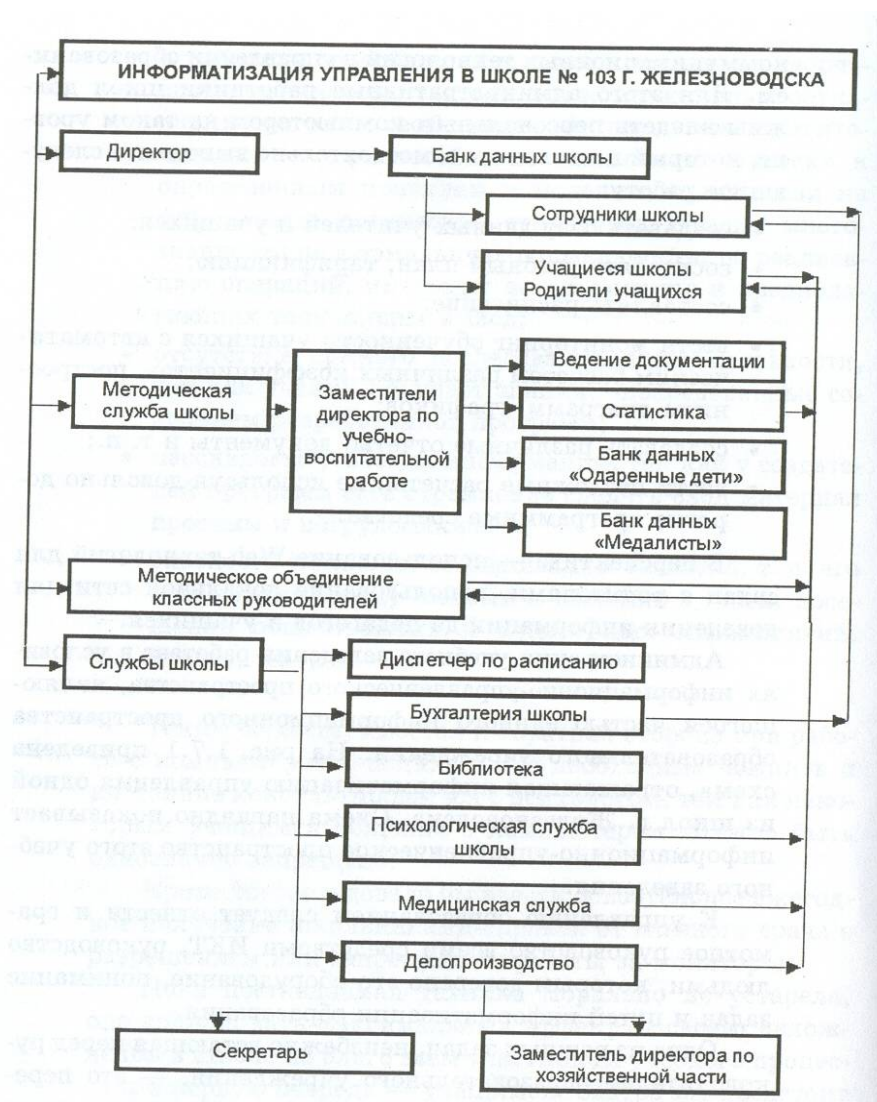 ИНФОРМАТИЗАЦИЯ УПРАВЛЕНИЯ В ШКОЛЕ № 103 Г. ЖЕЛЕЗНОВОДСКА
Директор
Банк данных школы
Сотрудники школы
Учащиеся школы
Родители учащихся
Методическая
служба школы
Заместители
директора по
учебно-
воспитательной
работе
Ведение документации
Статистика
Банк данных
«Одаренные дети»
Банк данных
«Медалисты»
Методическое объединение
классных руководителей
Службы школы
Диспетчер по расписанию
Бухгалтерия школы
Библиотека
Психологическая служба
школы
Медицинская служба
Делопроизводство
Секретарь
Заместитель директора по
хозяйственной части